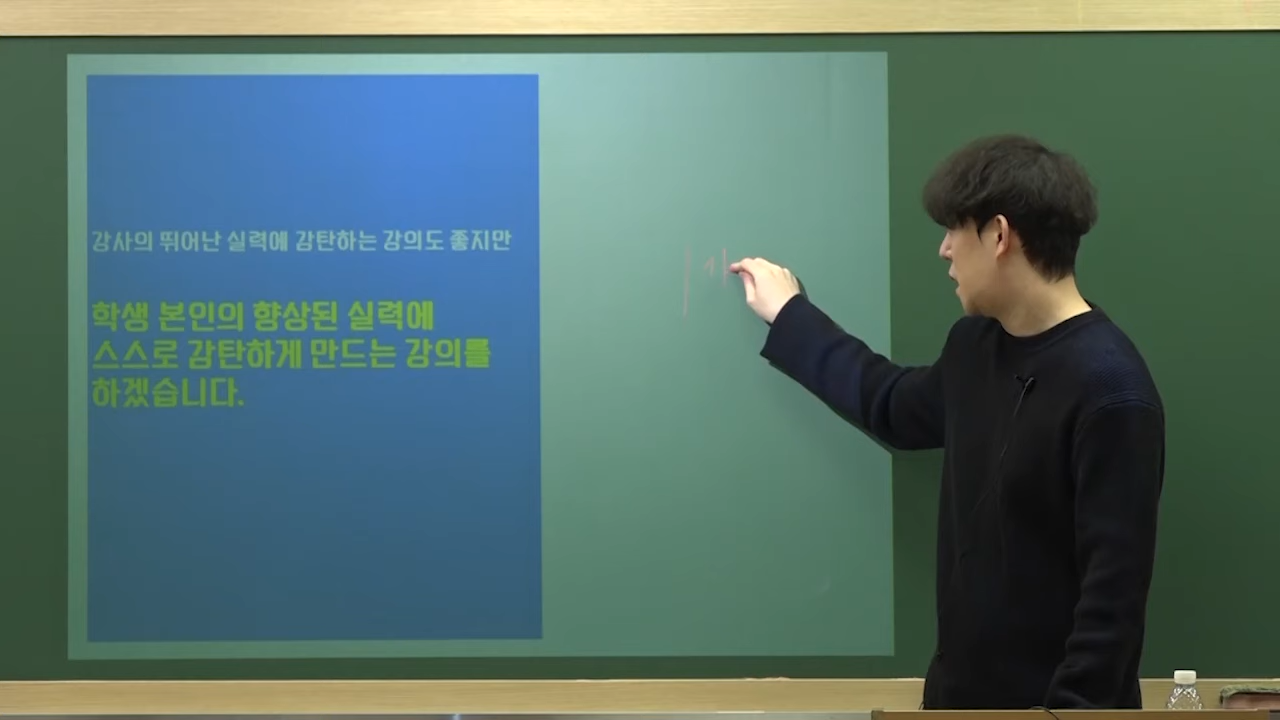 강사의 뛰어난 실력에 감탄하는 강의도 좋지만
학생 본인의 향상된 실력에
스스로 감탄하게 만드는 강의를
하겠습니다.